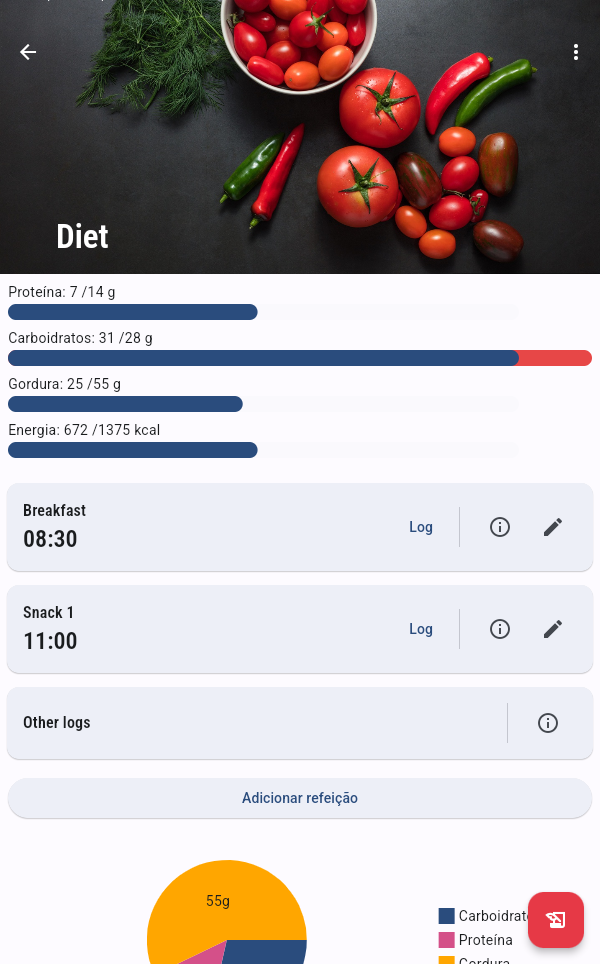 Diet
Proteína: 7 /14 g
Carboidratos: 31 /28 g
Gordura: 25 /55 g
Energia: 672 /1375 kcal
Breakfast
08:30
Log
Snack 1
11:00
Log
Other logs
Adicionar refeição
55g
Carboidrat
Proteína
Gordura